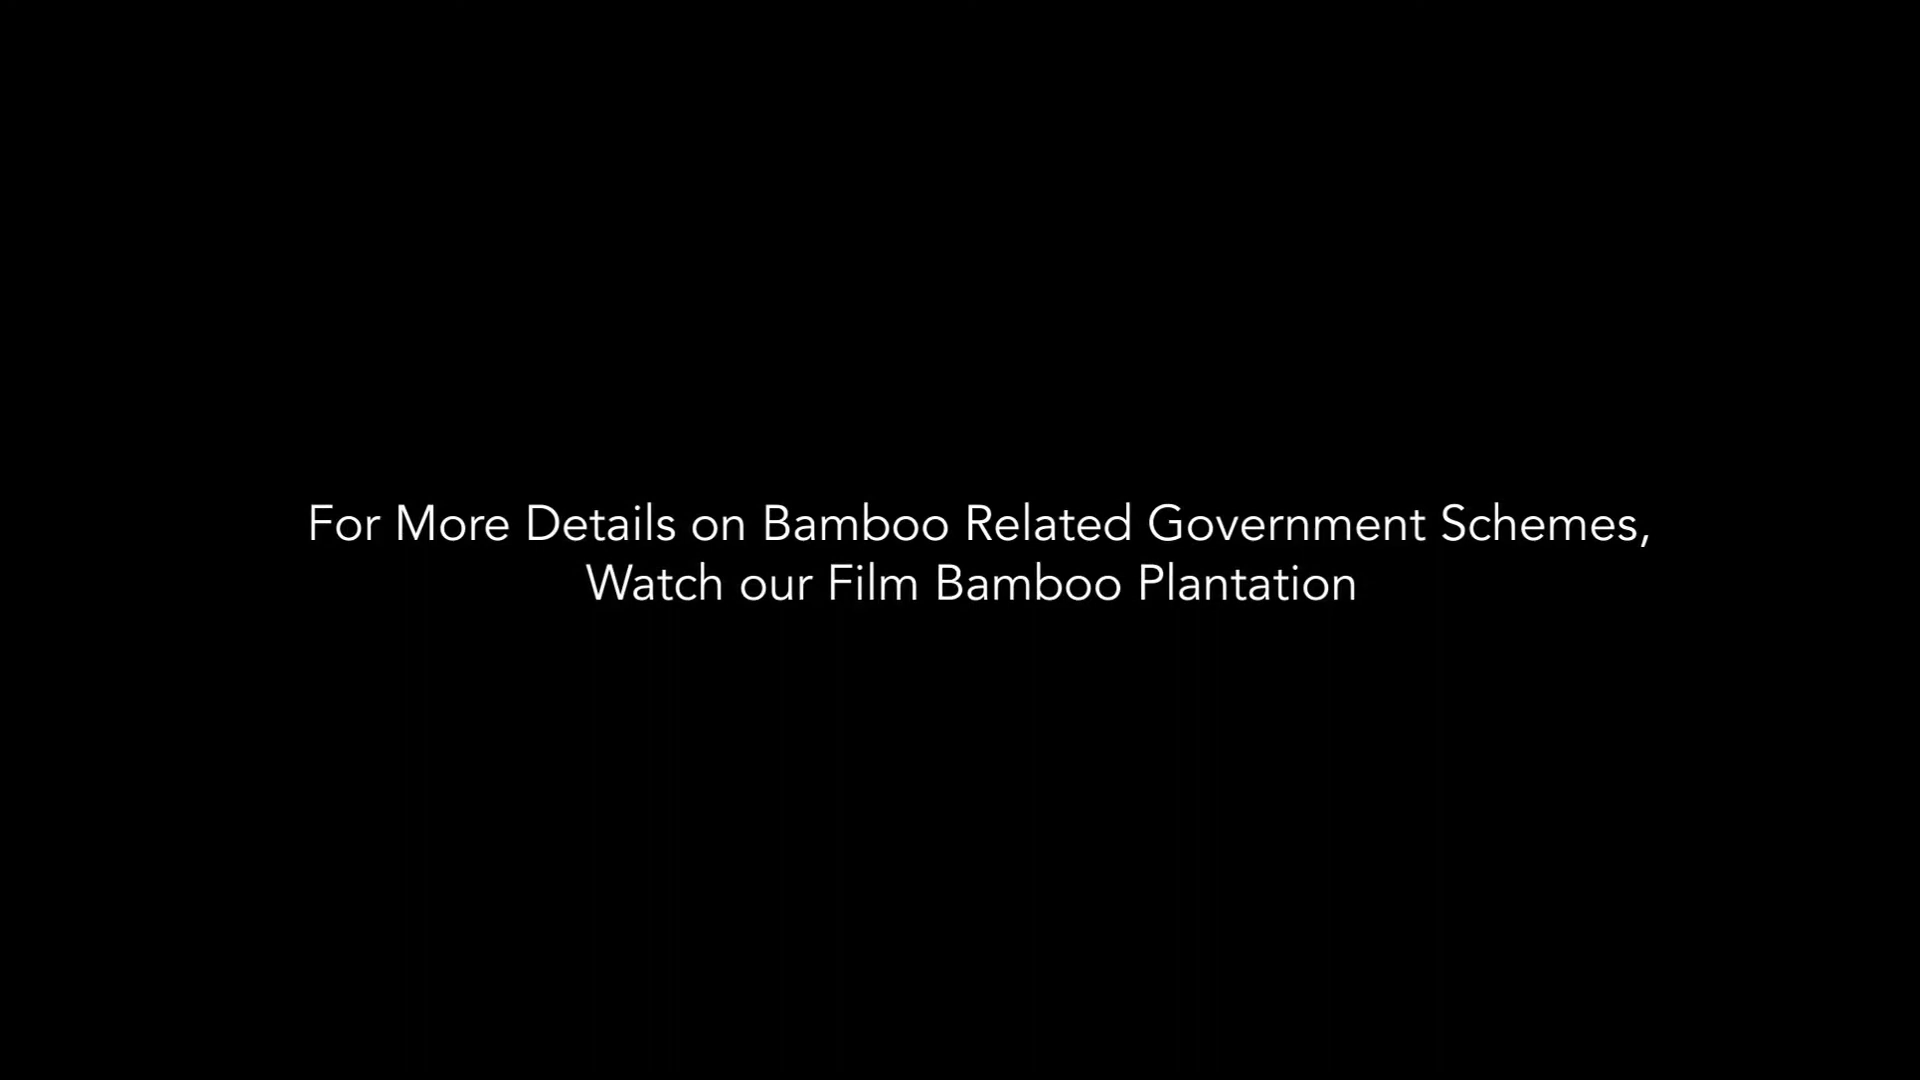 For More Details on Bamboo Related Government Schemes,
Watch our Film Bamboo Plantation